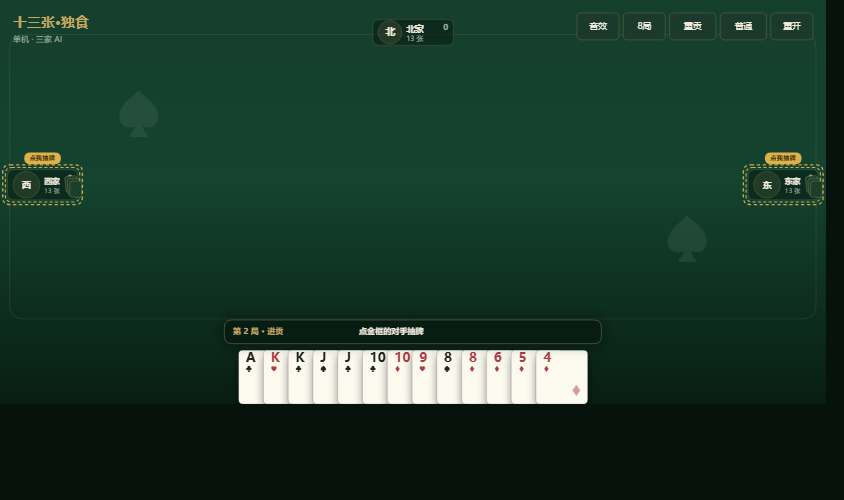 十三张·独食
单机 · 三家 AI
北 北家 0
13 张
音效 8局 重贡 普通 重开
点我抽牌
西 西家
13 张
点我抽牌
东 东家
13 张
第 2 局 · 进贡 点金框的对手抽牌
A K K J J 10 10 9 8 8 6 5 4
♣ ♥ ♣ ♠ ♣ ♣ ♦ ♥ ♠ ♦ ♦ ♦ ♦